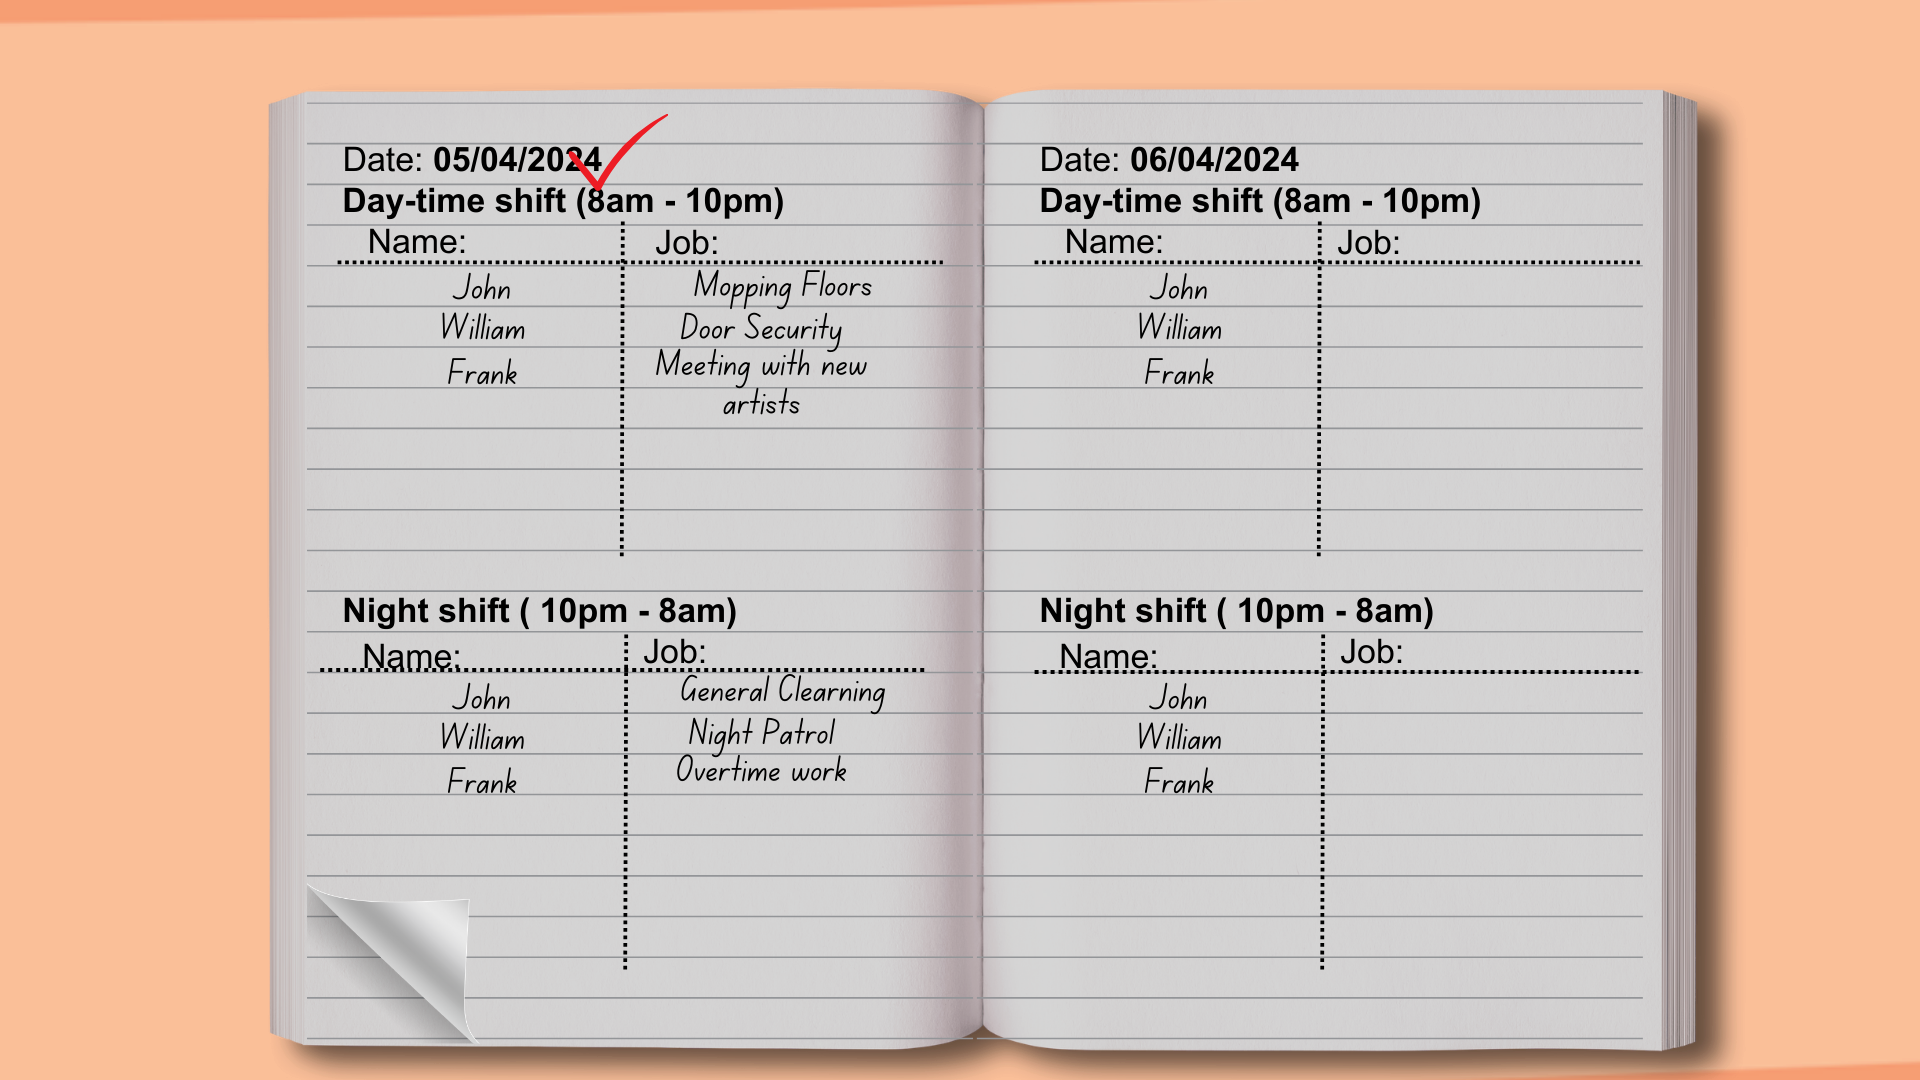 Date: 05/04/2024
Day-time shift (8am - 10pm)
Name: Job:
John Mopping Floors
William Door Security
Frank Meeting with new
artists
Night shift ( 10pm - 8am)
Name: Job:
John General Clearning
William Night Patrol
Frank Overtime work
Date: 06/04/2024
Day-time shift (8am - 10pm)
Name: Job:
John
William
Frank
Night shift ( 10pm - 8am)
Name: Job:
John
William
Frank